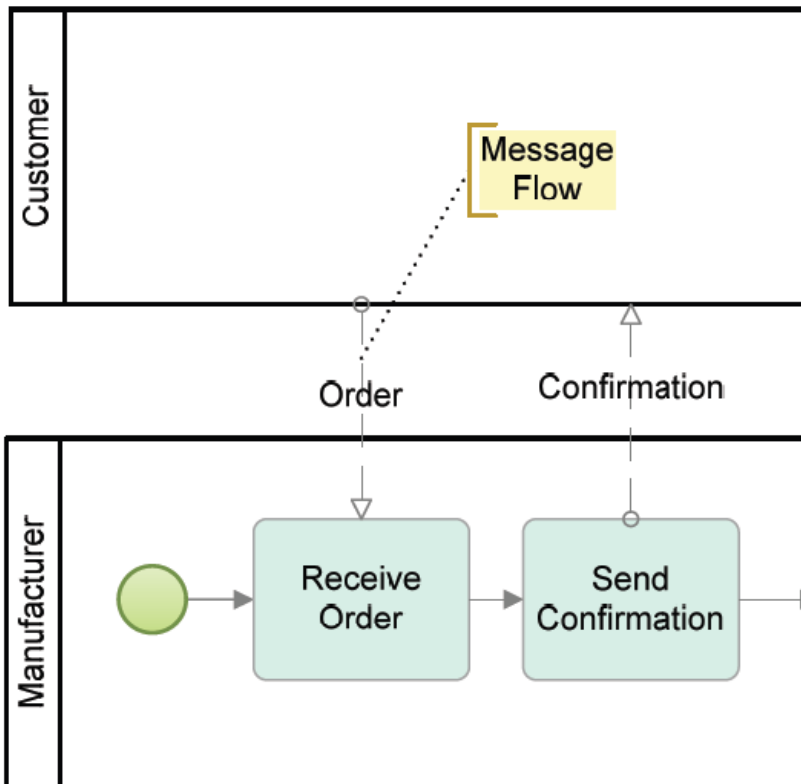 Customer
Message
Flow
Order
Confirmation
Manufacturer
Receive
Order
Send
Confirmation